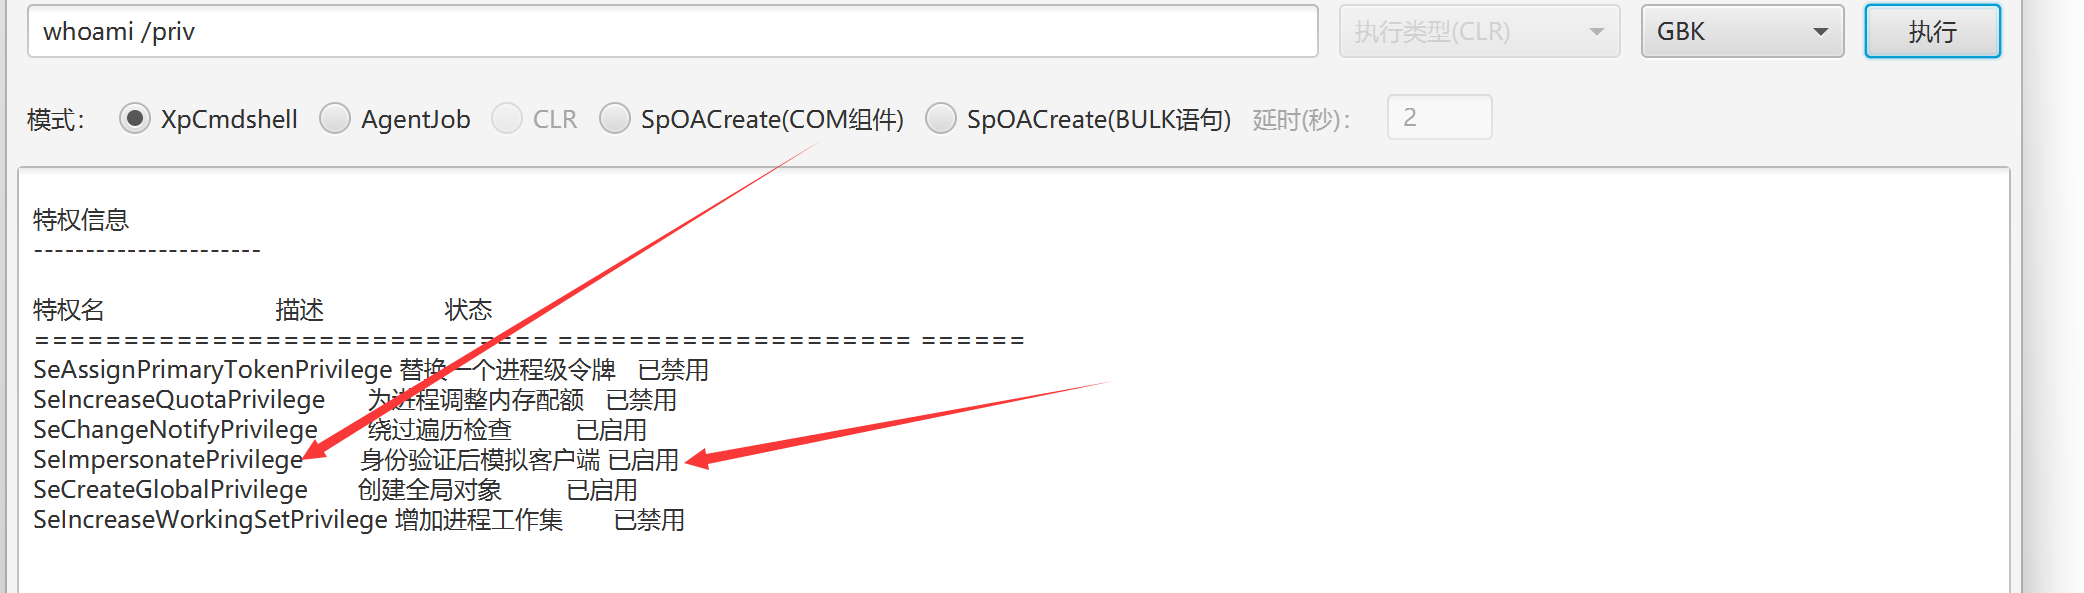 whoami /priv 执行类型(CLR) GBK 执行
模式： XpCmdshell AgentJob CLR SpOACreate(COM组件) SpOACreate(BULK语句) 延时(秒)： 2
特权信息
----------------------
特权名 描述 状态
============================= ==================== ======
SeAssignPrimaryTokenPrivilege 替换一个进程级令牌 已禁用
SeIncreaseQuotaPrivilege 为进程调整内存配额 已禁用
SeChangeNotifyPrivilege 绕过遍历检查 已启用
SeImpersonatePrivilege 身份验证后模拟客户端 已启用
SeCreateGlobalPrivilege 创建全局对象 已启用
SeIncreaseWorkingSetPrivilege 增加进程工作集 已禁用